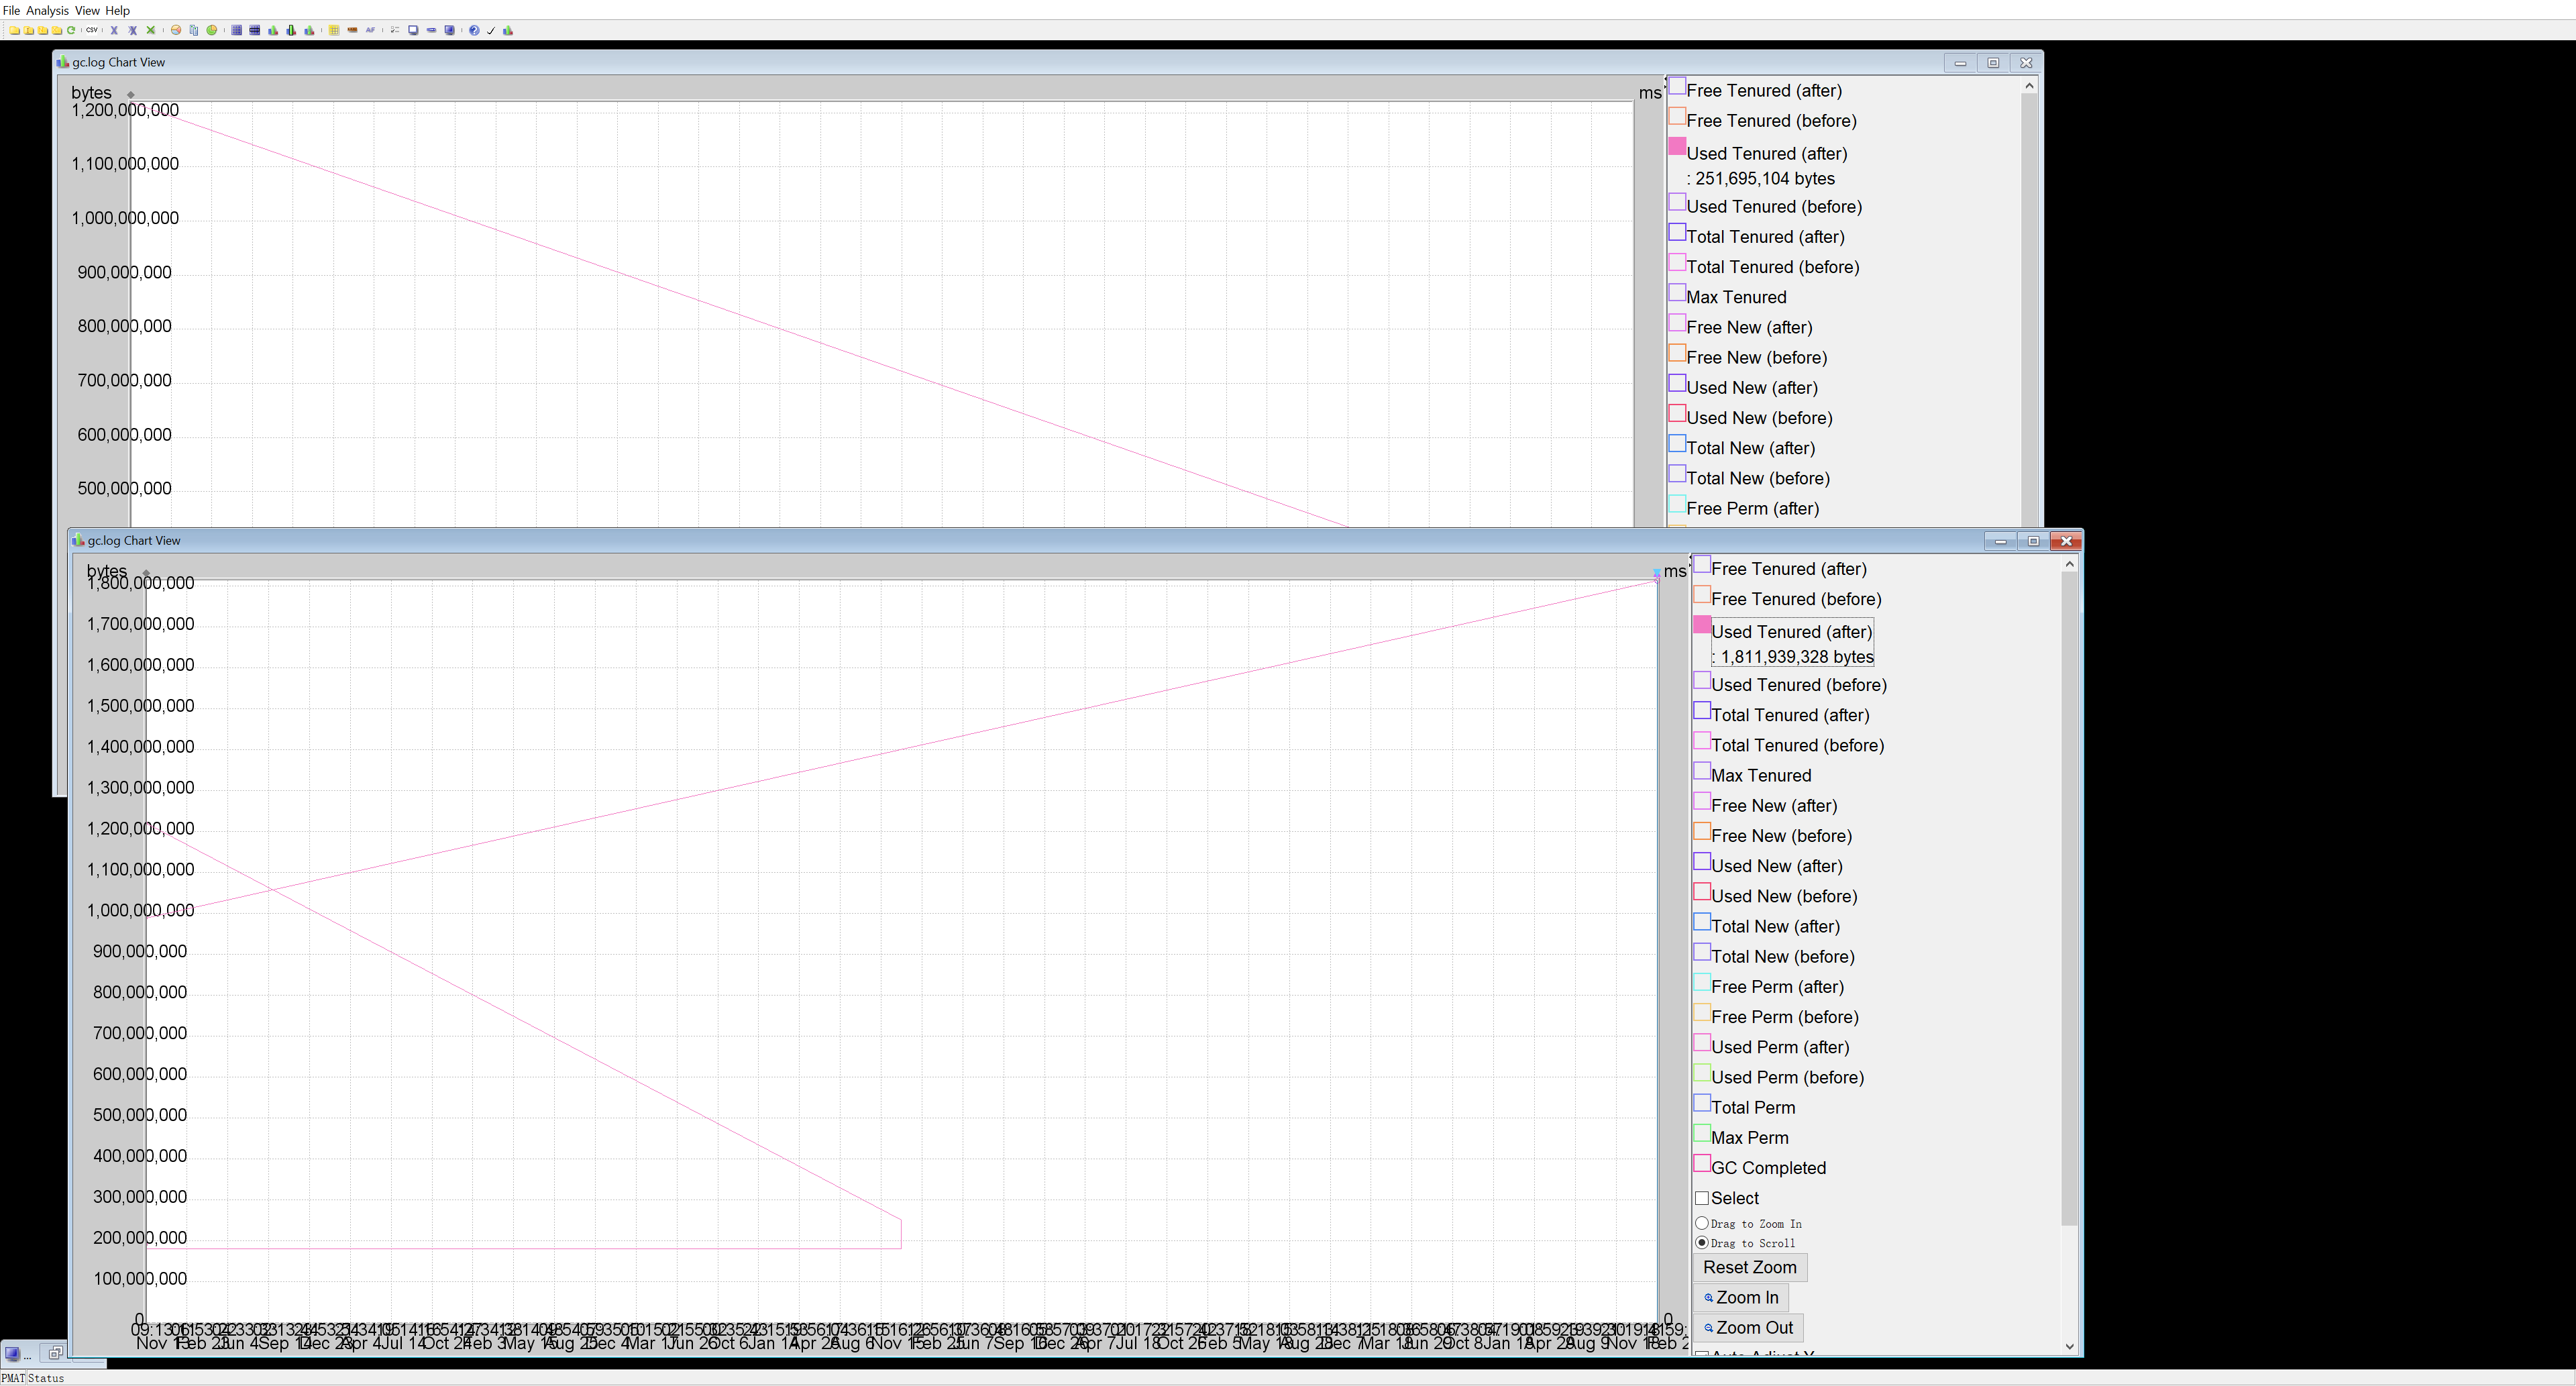 File Analysis View Help
CSV
AF
gc.log Chart View
bytes
ms
1,200,000,000
1,100,000,000
1,000,000,000
900,000,000
800,000,000
700,000,000
600,000,000
500,000,000
Free Tenured (after)
Free Tenured (before)
Used Tenured (after)
: 251,695,104 bytes
Used Tenured (before)
Total Tenured (after)
Total Tenured (before)
Max Tenured
Free New (after)
Free New (before)
Used New (after)
Used New (before)
Total New (after)
Total New (before)
Free Perm (after)
gc.log Chart View
bytes
ms
1,800,000,000
1,700,000,000
1,600,000,000
1,500,000,000
1,400,000,000
1,300,000,000
1,200,000,000
1,100,000,000
1,000,000,000
900,000,000
800,000,000
700,000,000
600,000,000
500,000,000
400,000,000
300,000,000
200,000,000
100,000,000
0
0
Free Tenured (after)
Free Tenured (before)
Used Tenured (after)
: 1,811,939,328 bytes
Used Tenured (before)
Total Tenured (after)
Total Tenured (before)
Max Tenured
Free New (after)
Free New (before)
Used New (after)
Used New (before)
Total New (after)
Total New (before)
Free Perm (after)
Free Perm (before)
Used Perm (after)
Used Perm (before)
Total Perm
Max Perm
GC Completed
Select
Drag to Zoom In
Drag to Scroll
Reset Zoom
Zoom In
Zoom Out
Auto Adjust Y
...
PMAT Status